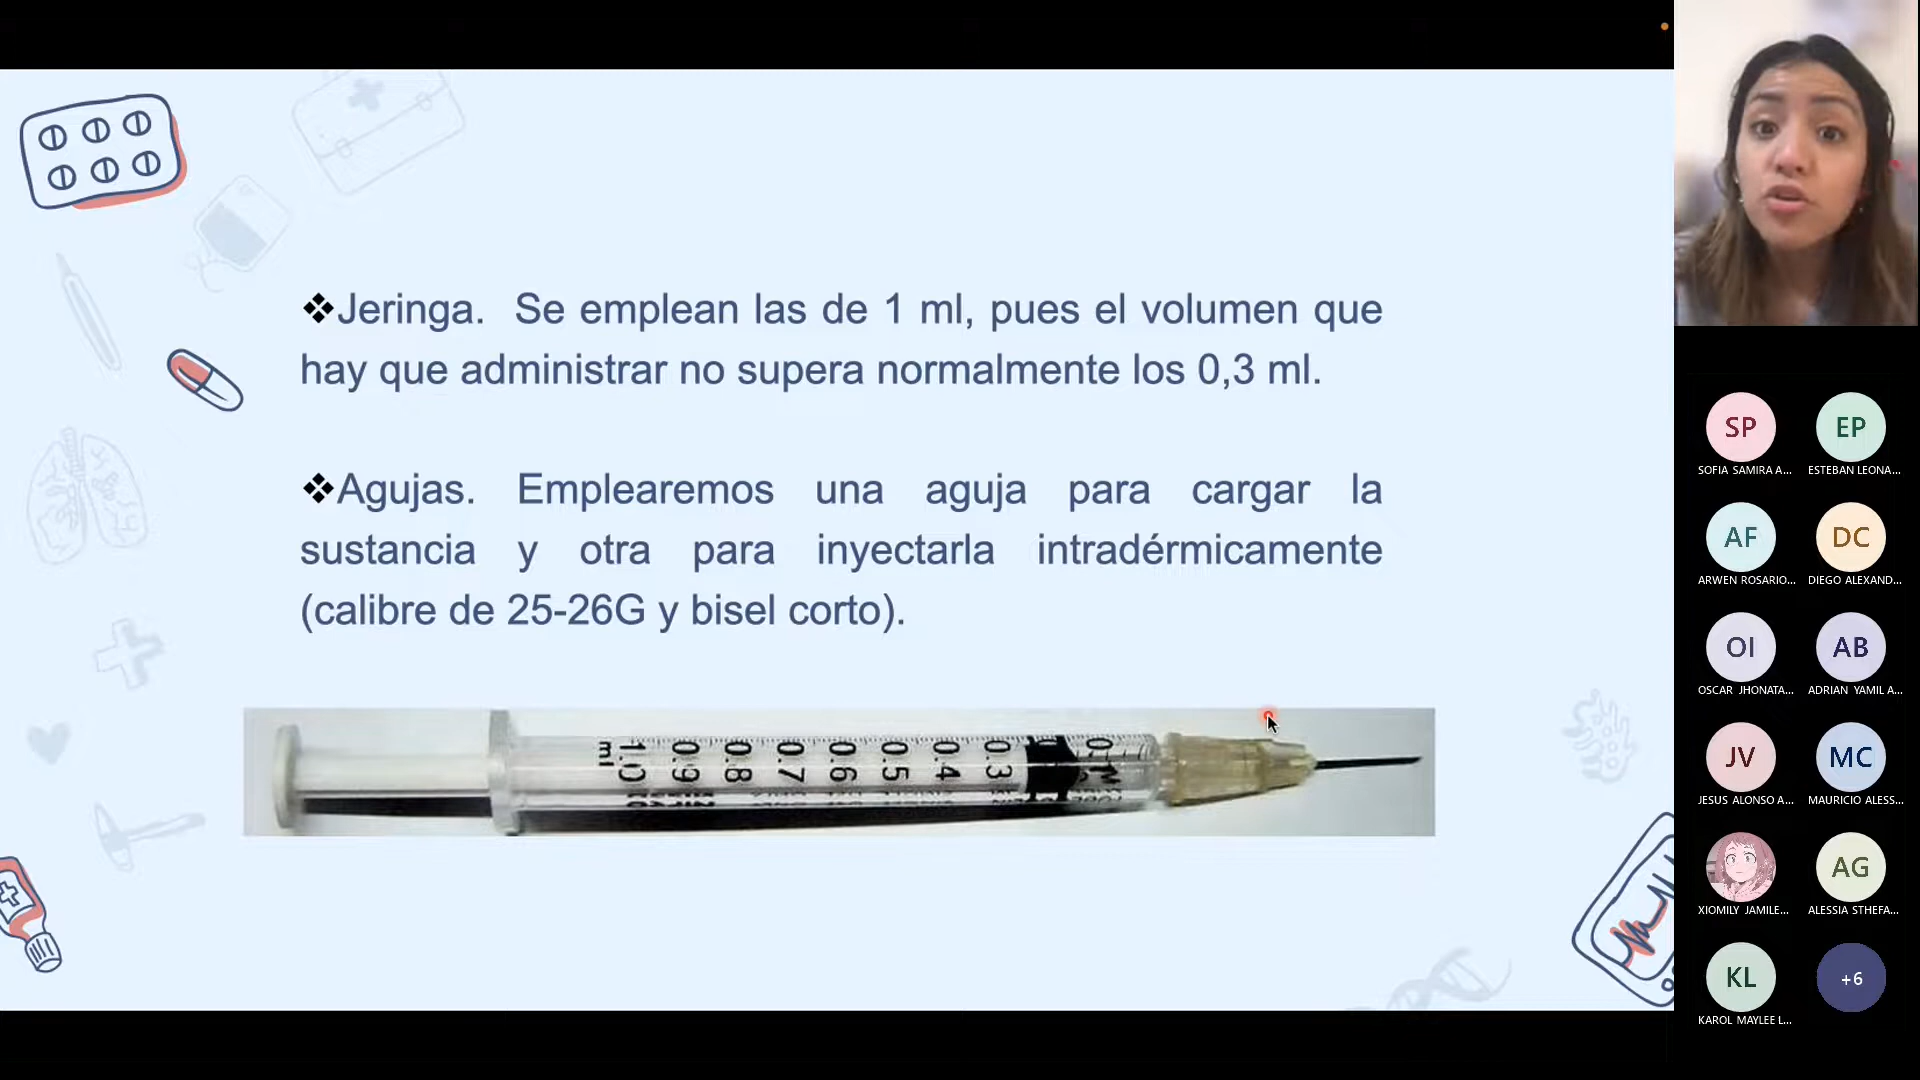 ❖Jeringa. Se emplean las de 1 ml, pues el volumen que
hay que administrar no supera normalmente los 0,3 ml.
❖Agujas. Emplearemos una aguja para cargar la
sustancia y otra para inyectarla intradérmicamente
(calibre de 25-26G y bisel corto).
ml 1.0 0.9 0.8 0.7 0.6 0.5 0.4 0.3 0.1
SP EP
SOFIA SAMIRA A... ESTEBAN LEONA...
AF DC
ARWEN ROSARIO... DIEGO ALEXAND...
OI AB
OSCAR JHONATA... ADRIAN YAMIL A...
JV MC
JESUS ALONSO A... MAURICIO ALESS...
AG
XIOMILY JAMILE... ALESSIA STHEFA...
KL +6
KAROL MAYLEE L...